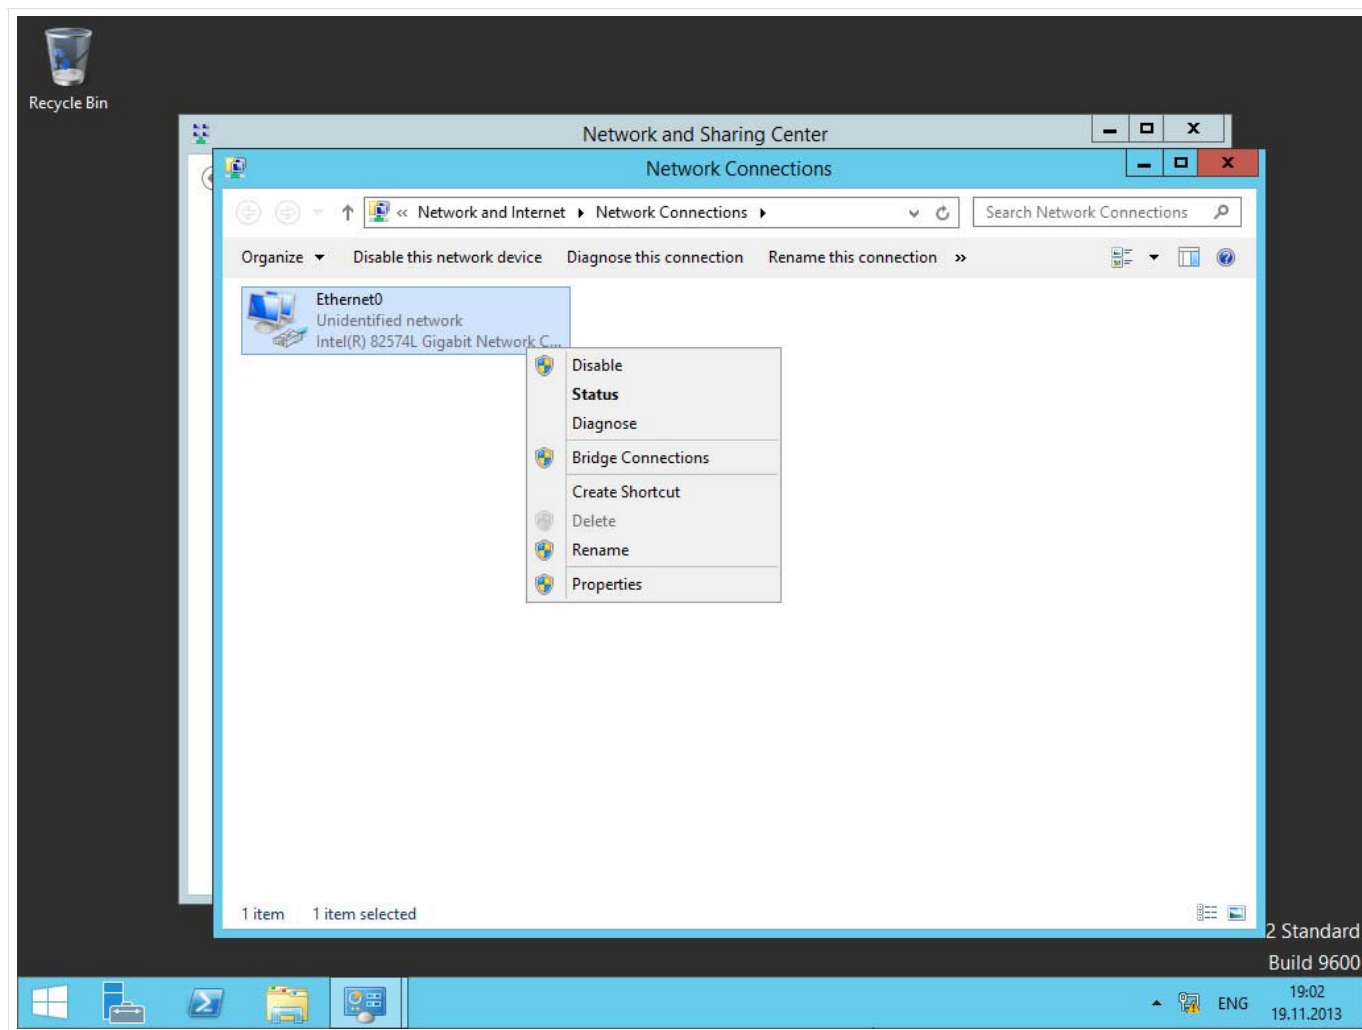 Recycle Bin
Network and Sharing Center
Network Connections
« Network and Internet Network Connections
Search Network Connections
Organize Disable this network device Diagnose this connection Rename this connection »
Ethernet0
Unidentified network
Intel(R) 82574L Gigabit Network C...
Disable
Status
Diagnose
Bridge Connections
Create Shortcut
Delete
Rename
Properties
1 item 1 item selected
2 Standard
Build 9600
ENG
19:02
19.11.2013